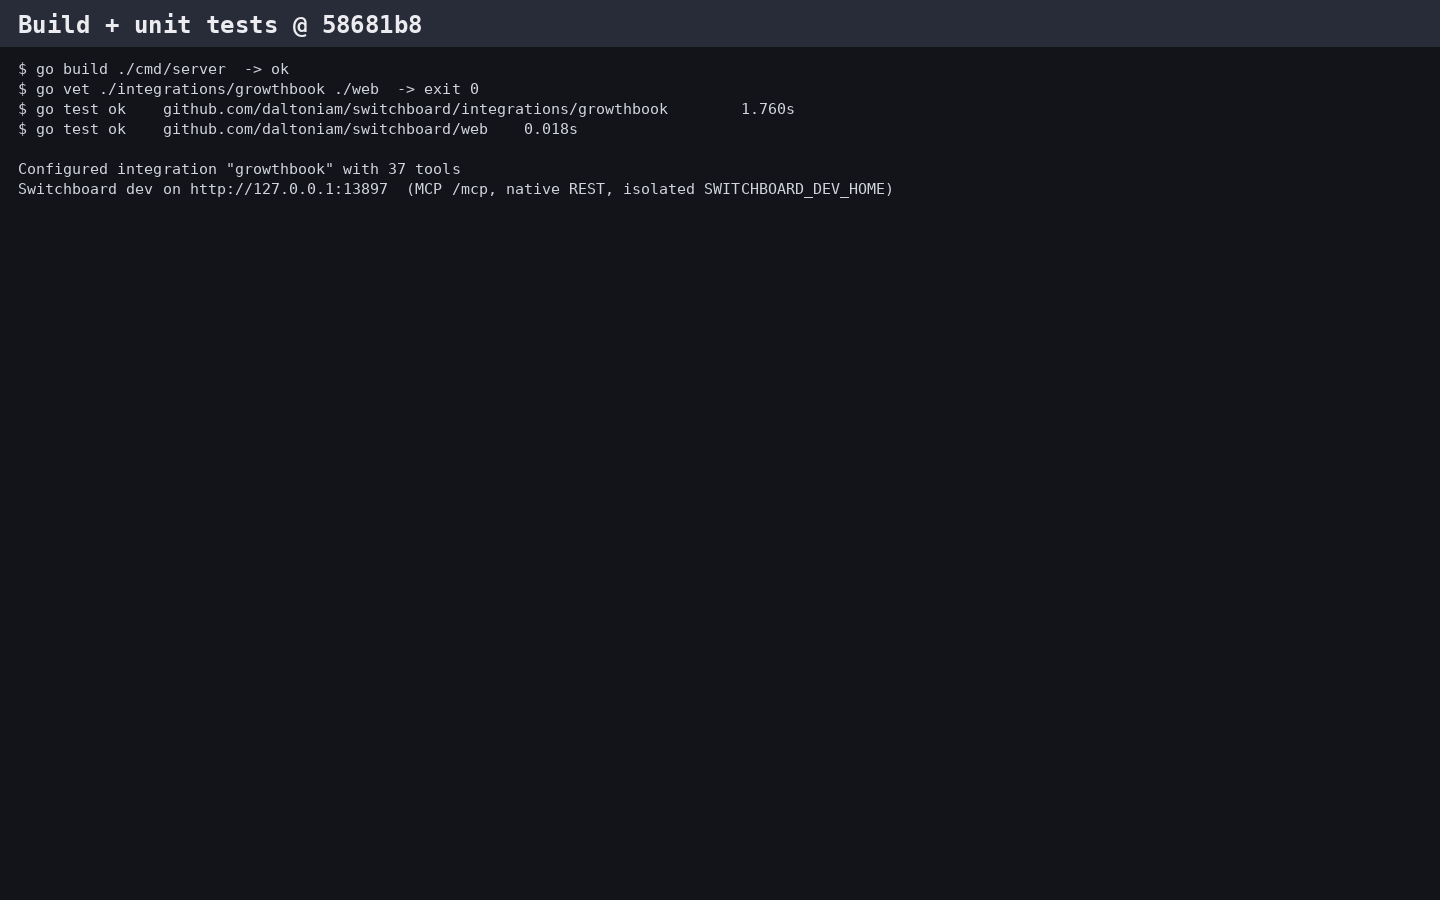 Build + unit tests @ 58681b8
$ go build ./cmd/server  -> ok
$ go vet ./integrations/growthbook ./web  -> exit 0
$ go test ok    github.com/daltoniam/switchboard/integrations/growthbook        1.760s
$ go test ok    github.com/daltoniam/switchboard/web    0.018s
Configured integration "growthbook" with 37 tools
Switchboard dev on http://127.0.0.1:13897  (MCP /mcp, native REST, isolated SWITCHBOARD_DEV_HOME)